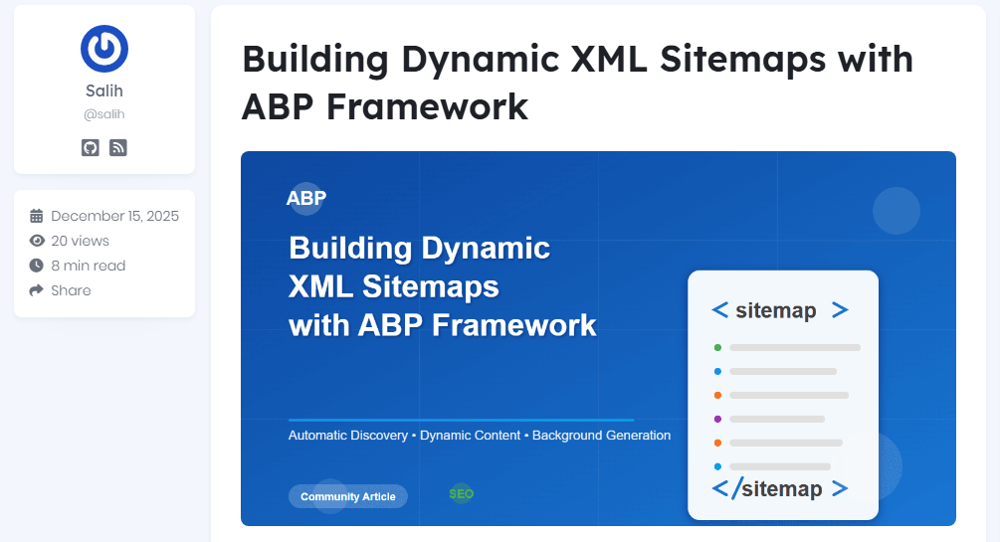 Salih
@salih
December 15, 2025
20 views
8 min read
Share
Building Dynamic XML Sitemaps with
ABP Framework
ABP
Building Dynamic
XML Sitemaps
with ABP Framework
Automatic Discovery • Dynamic Content • Background Generation
Community Article
SEO
< sitemap >
</sitemap >